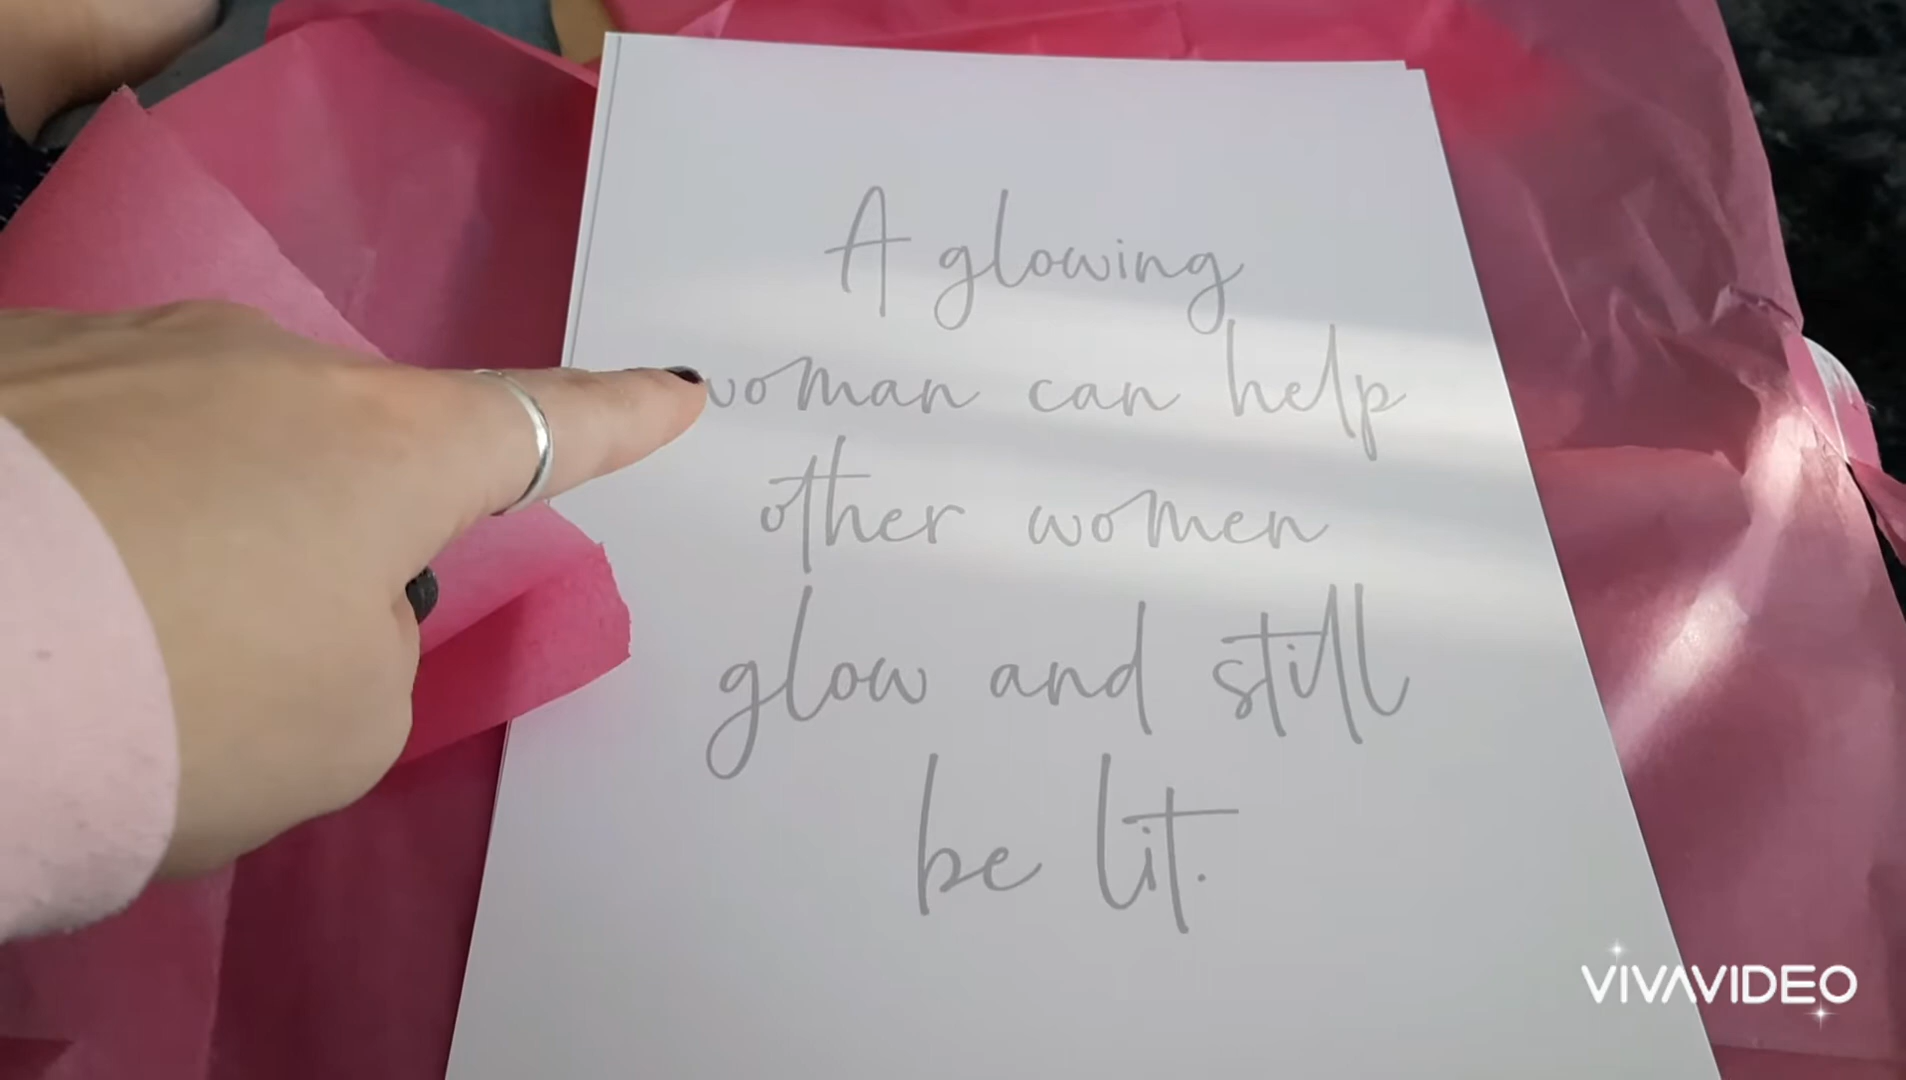 A glowing
woman can help
other women
glow and still
be lit.
VIVAVIDEO